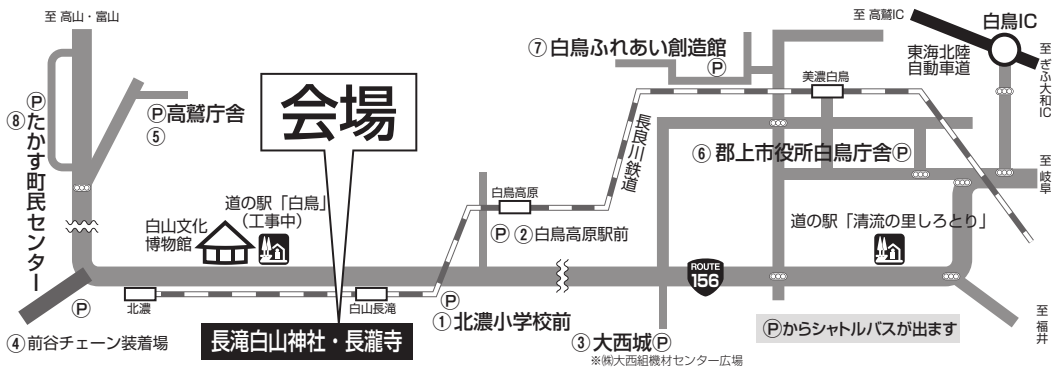 至 高山・富山
⑧たかす町民センター
Ⓟ
Ⓟ高鷲庁舎
⑤
会場
道の駅「白鳥」
(工事中)
白山文化
博物館
北濃
白山長滝
Ⓟ
④前谷チェーン装着場
長滝白山神社・長瀧寺
Ⓟ
①北濃小学校前
白鳥高原
Ⓟ ②白鳥高原駅前
⑦白鳥ふれあい創造館
Ⓟ
長良川鉄道
美濃白鳥
⑥郡上市役所白鳥庁舎Ⓟ
至 高鷲IC
白鳥IC
東海北陸
自動車道
至 ぎふ大和IC
至 岐阜
道の駅「清流の里しろとり」
ROUTE
156
③大西城Ⓟ
※㈱大西組機材センター広場
Ⓟからシャトルバスが出ます
至 福井